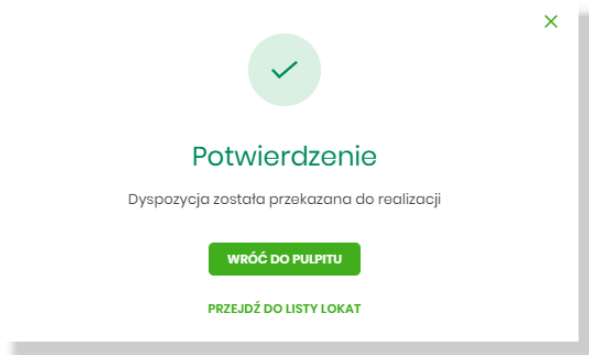 Potwierdzenie
Dyspozycja została przekazana do realizacji
WRÓĆ DO PULPITU
PRZEJDŹ DO LISTY LOKAT